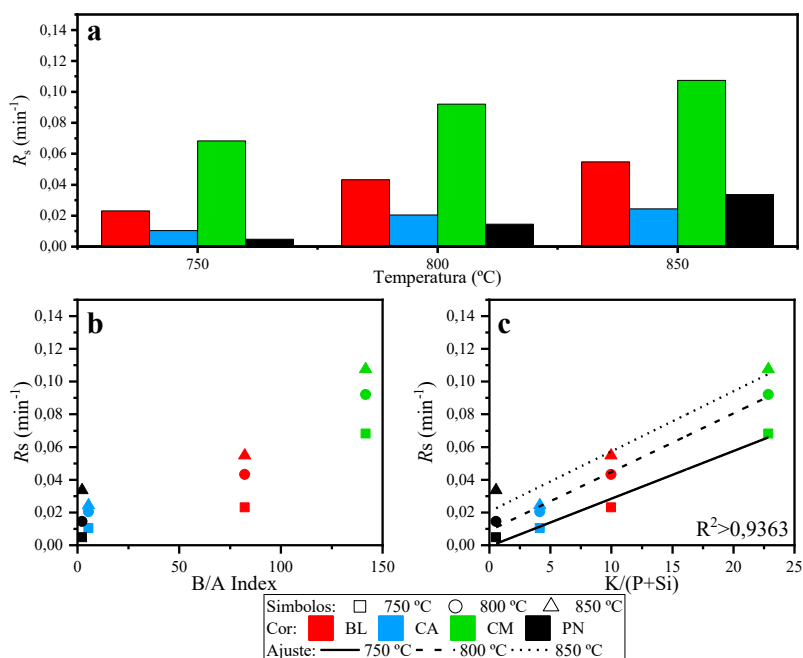 a
0,14
0,12
0,10
0,08
0,06
0,04
0,02
0,00
Rs (min⁻¹)
750 800 850
Temperatura (ºC)
b
0,14
0,12
0,10
0,08
0,06
0,04
0,02
0,00
Rs (min⁻¹)
0 50 100 150
B/A Index
c
0,14
0,12
0,10
0,08
0,06
0,04
0,02
0,00
Rs (min⁻¹)
R²>0,9363
0 5 10 15 20 25
K/(P+Si)
Simbolos: 750 ºC 800 ºC 850 ºC
Cor: BL CA CM PN
Ajuste: 750 ºC 800 ºC 850 ºC